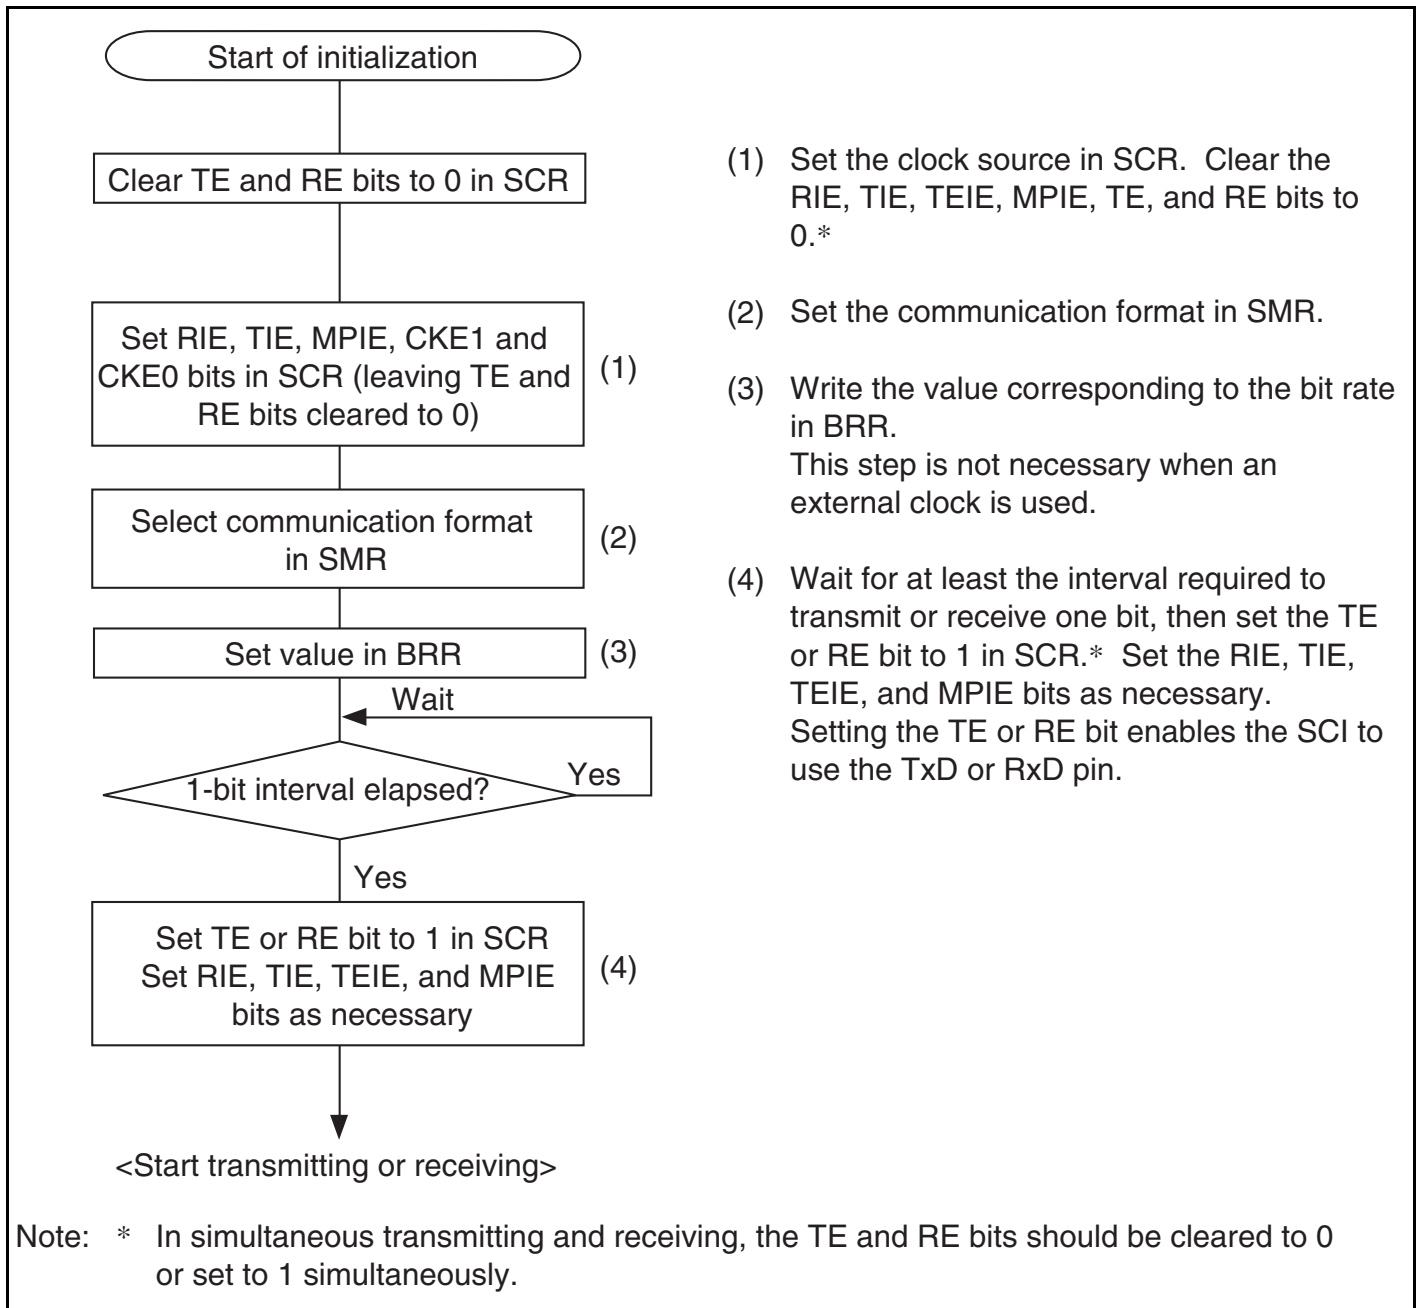 Start of initialization
Clear TE and RE bits to 0 in SCR
Set RIE, TIE, MPIE, CKE1 and
CKE0 bits in SCR (leaving TE and
RE bits cleared to 0)
(1)
Select communication format
in SMR
(2)
Set value in BRR
(3)
Wait
1-bit interval elapsed?
Yes
Yes
Set TE or RE bit to 1 in SCR
Set RIE, TIE, TEIE, and MPIE
bits as necessary
(4)
<Start transmitting or receiving>
(1) Set the clock source in SCR. Clear the
RIE, TIE, TEIE, MPIE, TE, and RE bits to
0.*
(2) Set the communication format in SMR.
(3) Write the value corresponding to the bit rate
in BRR.
This step is not necessary when an
external clock is used.
(4) Wait for at least the interval required to
transmit or receive one bit, then set the TE
or RE bit to 1 in SCR.* Set the RIE, TIE,
TEIE, and MPIE bits as necessary.
Setting the TE or RE bit enables the SCI to
use the TxD or RxD pin.
Note: * In simultaneous transmitting and receiving, the TE and RE bits should be cleared to 0
or set to 1 simultaneously.